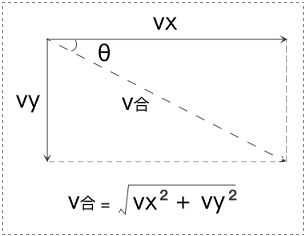 vx
θ
vy
v合
v合 = √vx² + vy²